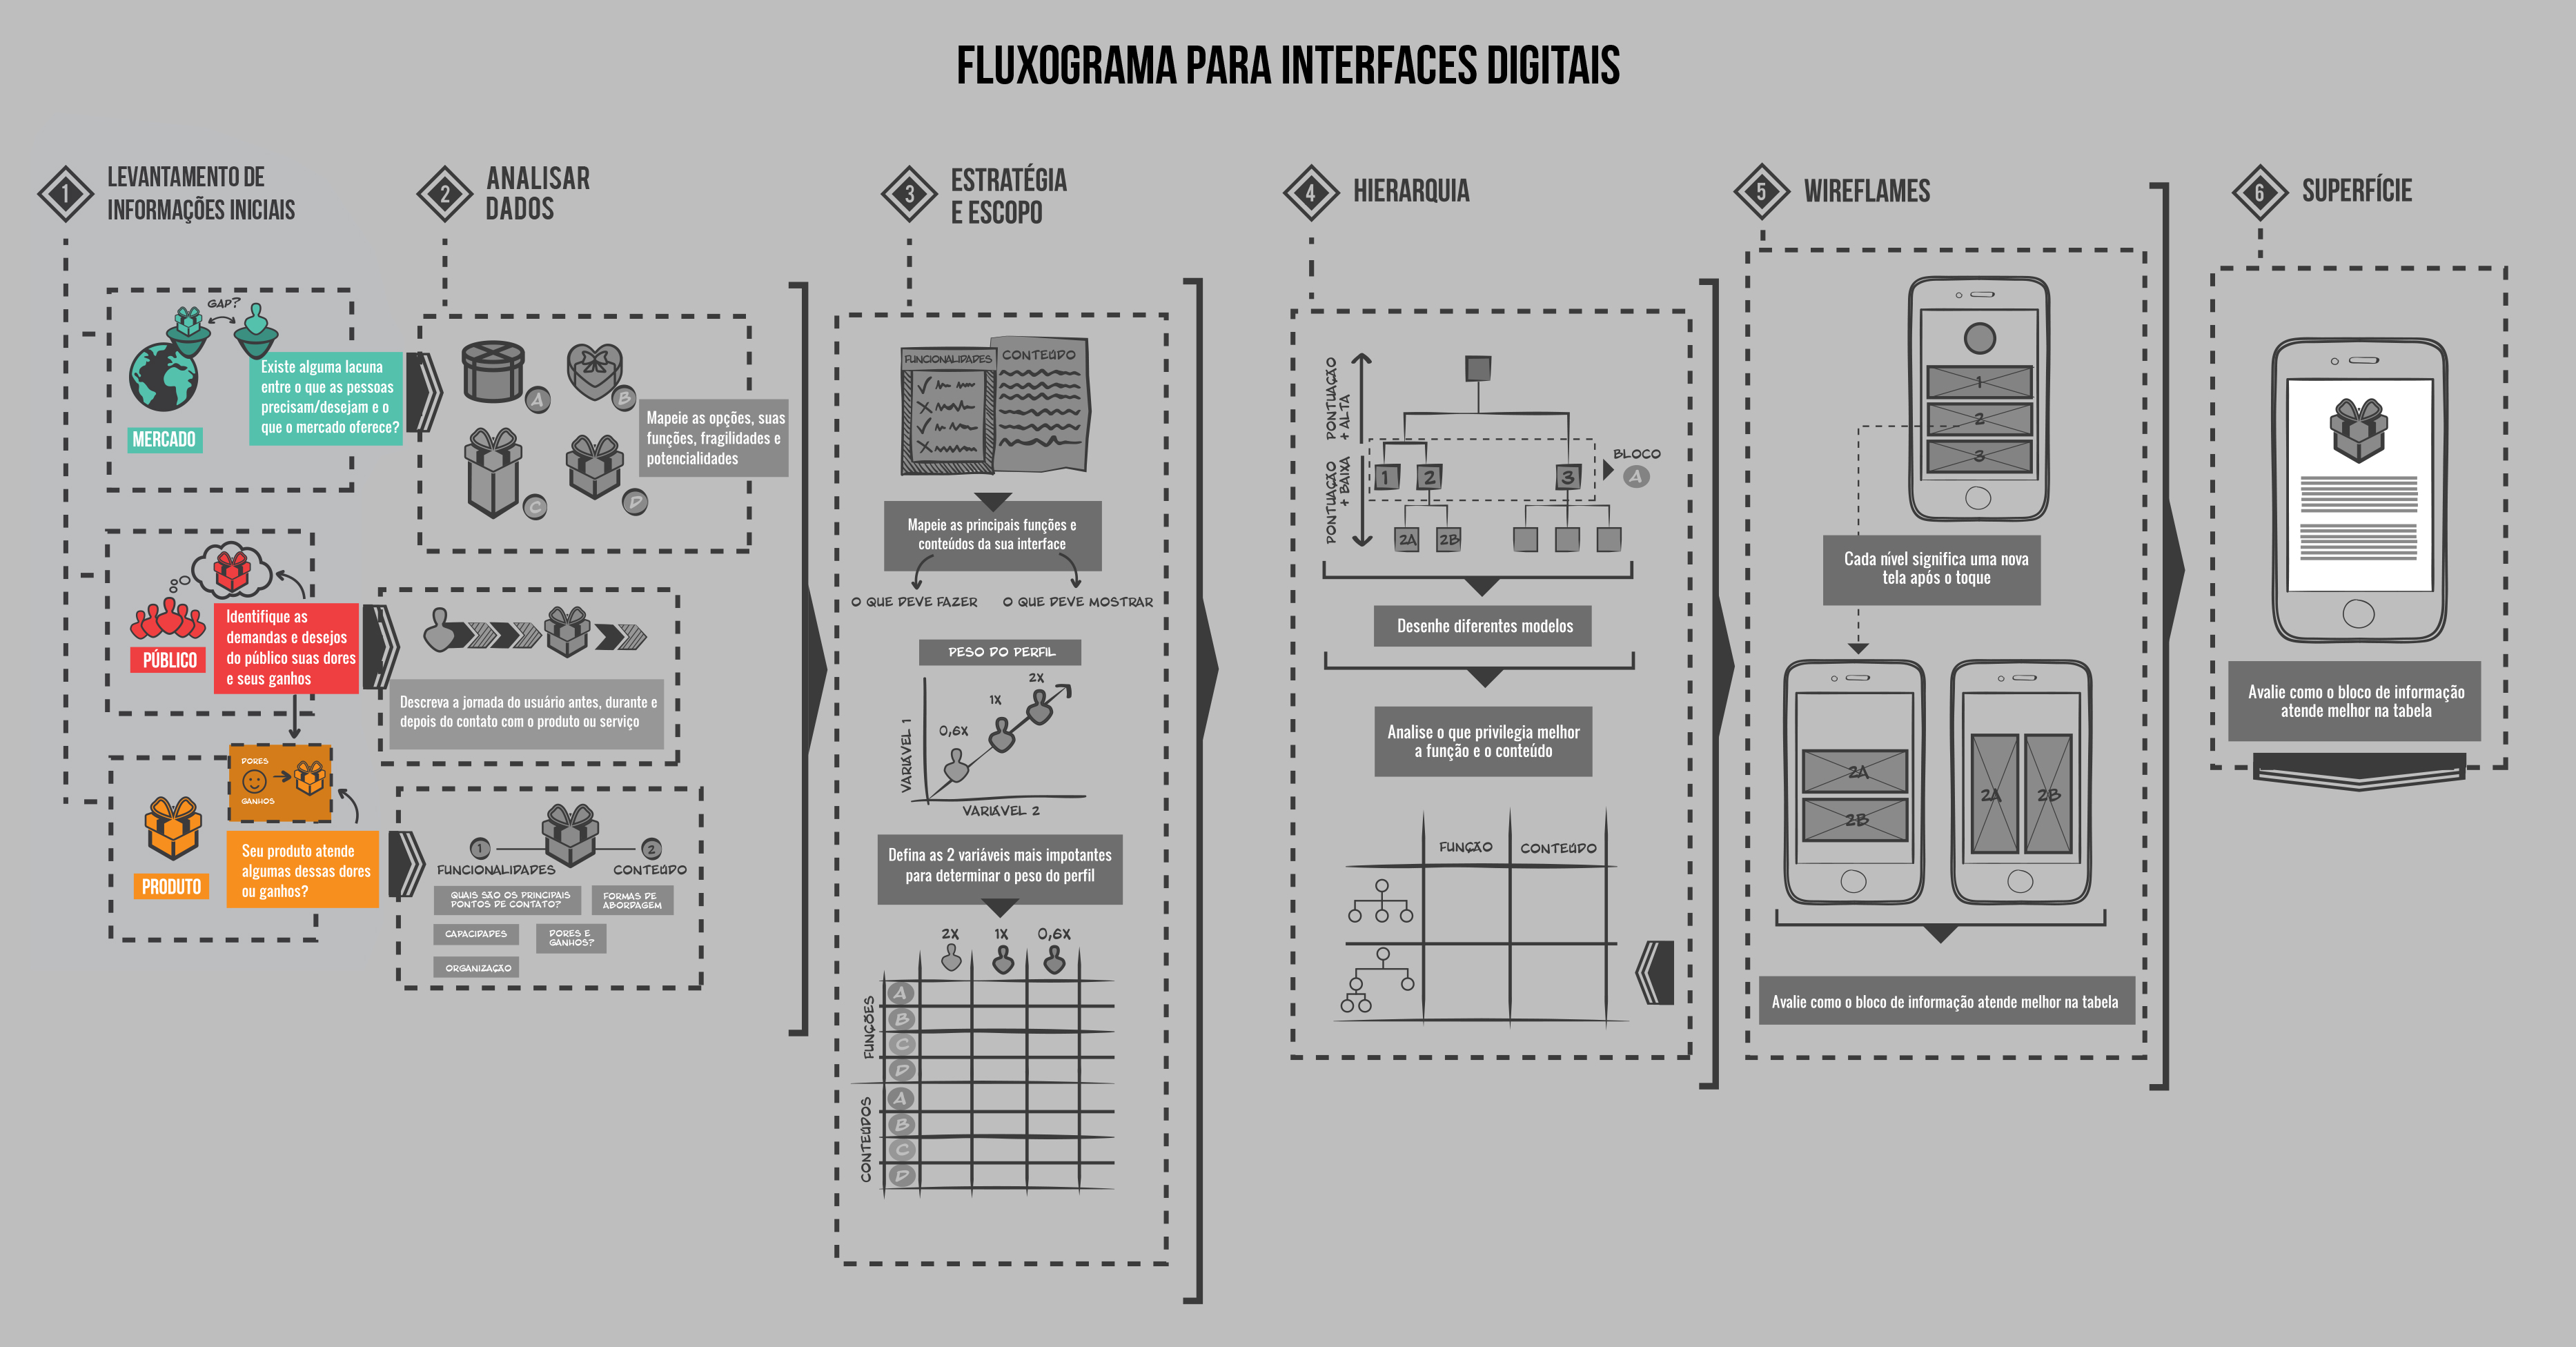 FLUXOGRAMA PARA INTERFACES DIGITAIS
1
LEVANTAMENTO DE
INFORMAÇÕES INICIAIS
GAP?
Existe alguma lacuna
entre o que as pessoas
precisam/desejam e o
que o mercado oferece?
MERCADO
Identifique as
demandas e desejos
do público suas dores
e seus ganhos
PÚBLICO
DORES
GANHOS
Seu produto atende
algumas dessas dores
ou ganhos?
PRODUTO
2
ANALISAR
DADOS
A
B
C
D
Mapeie as opções, suas
funções, fragilidades e
potencialidades
Descreva a jornada do usuário antes, durante e
depois do contato com o produto ou serviço
1
2
FUNCIONALIDADES
CONTEÚDO
QUAIS SÃO OS PRINCIPAIS
PONTOS DE CONTATO?
FORMAS DE
ABORDAGEM
CAPACIDADES
DORES E
GANHOS?
ORGANIZAÇÃO
3
ESTRATÉGIA
E ESCOPO
FUNCIONALIDADES
CONTEÚDO
Mapeie as principais funções e
conteúdos da sua interface
O QUE DEVE FAZER
O QUE DEVE MOSTRAR
PESO DO PERFIL
2X
1X
0,6X
VARIÁVEL 1
VARIÁVEL 2
Defina as 2 variáveis mais impotantes
para determinar o peso do perfil
2X
1X
0,6X
FUNÇÕES
A
B
C
D
CONTEÚDOS
A
B
C
D
4
HIERARQUIA
PONTUAÇÃO
+ ALTA
PONTUAÇÃO
+ BAIXA
1
2
3
BLOCO
A
2A
2B
Desenhe diferentes modelos
Analise o que privilegia melhor
a função e o conteúdo
FUNÇÃO
CONTEÚDO
5
WIREFLAMES
1
2
3
Cada nível significa uma nova
tela após o toque
2A
2B
2A
2B
Avalie como o bloco de informação atende melhor na tabela
6
SUPERFÍCIE
Avalie como o bloco de informação
atende melhor na tabela